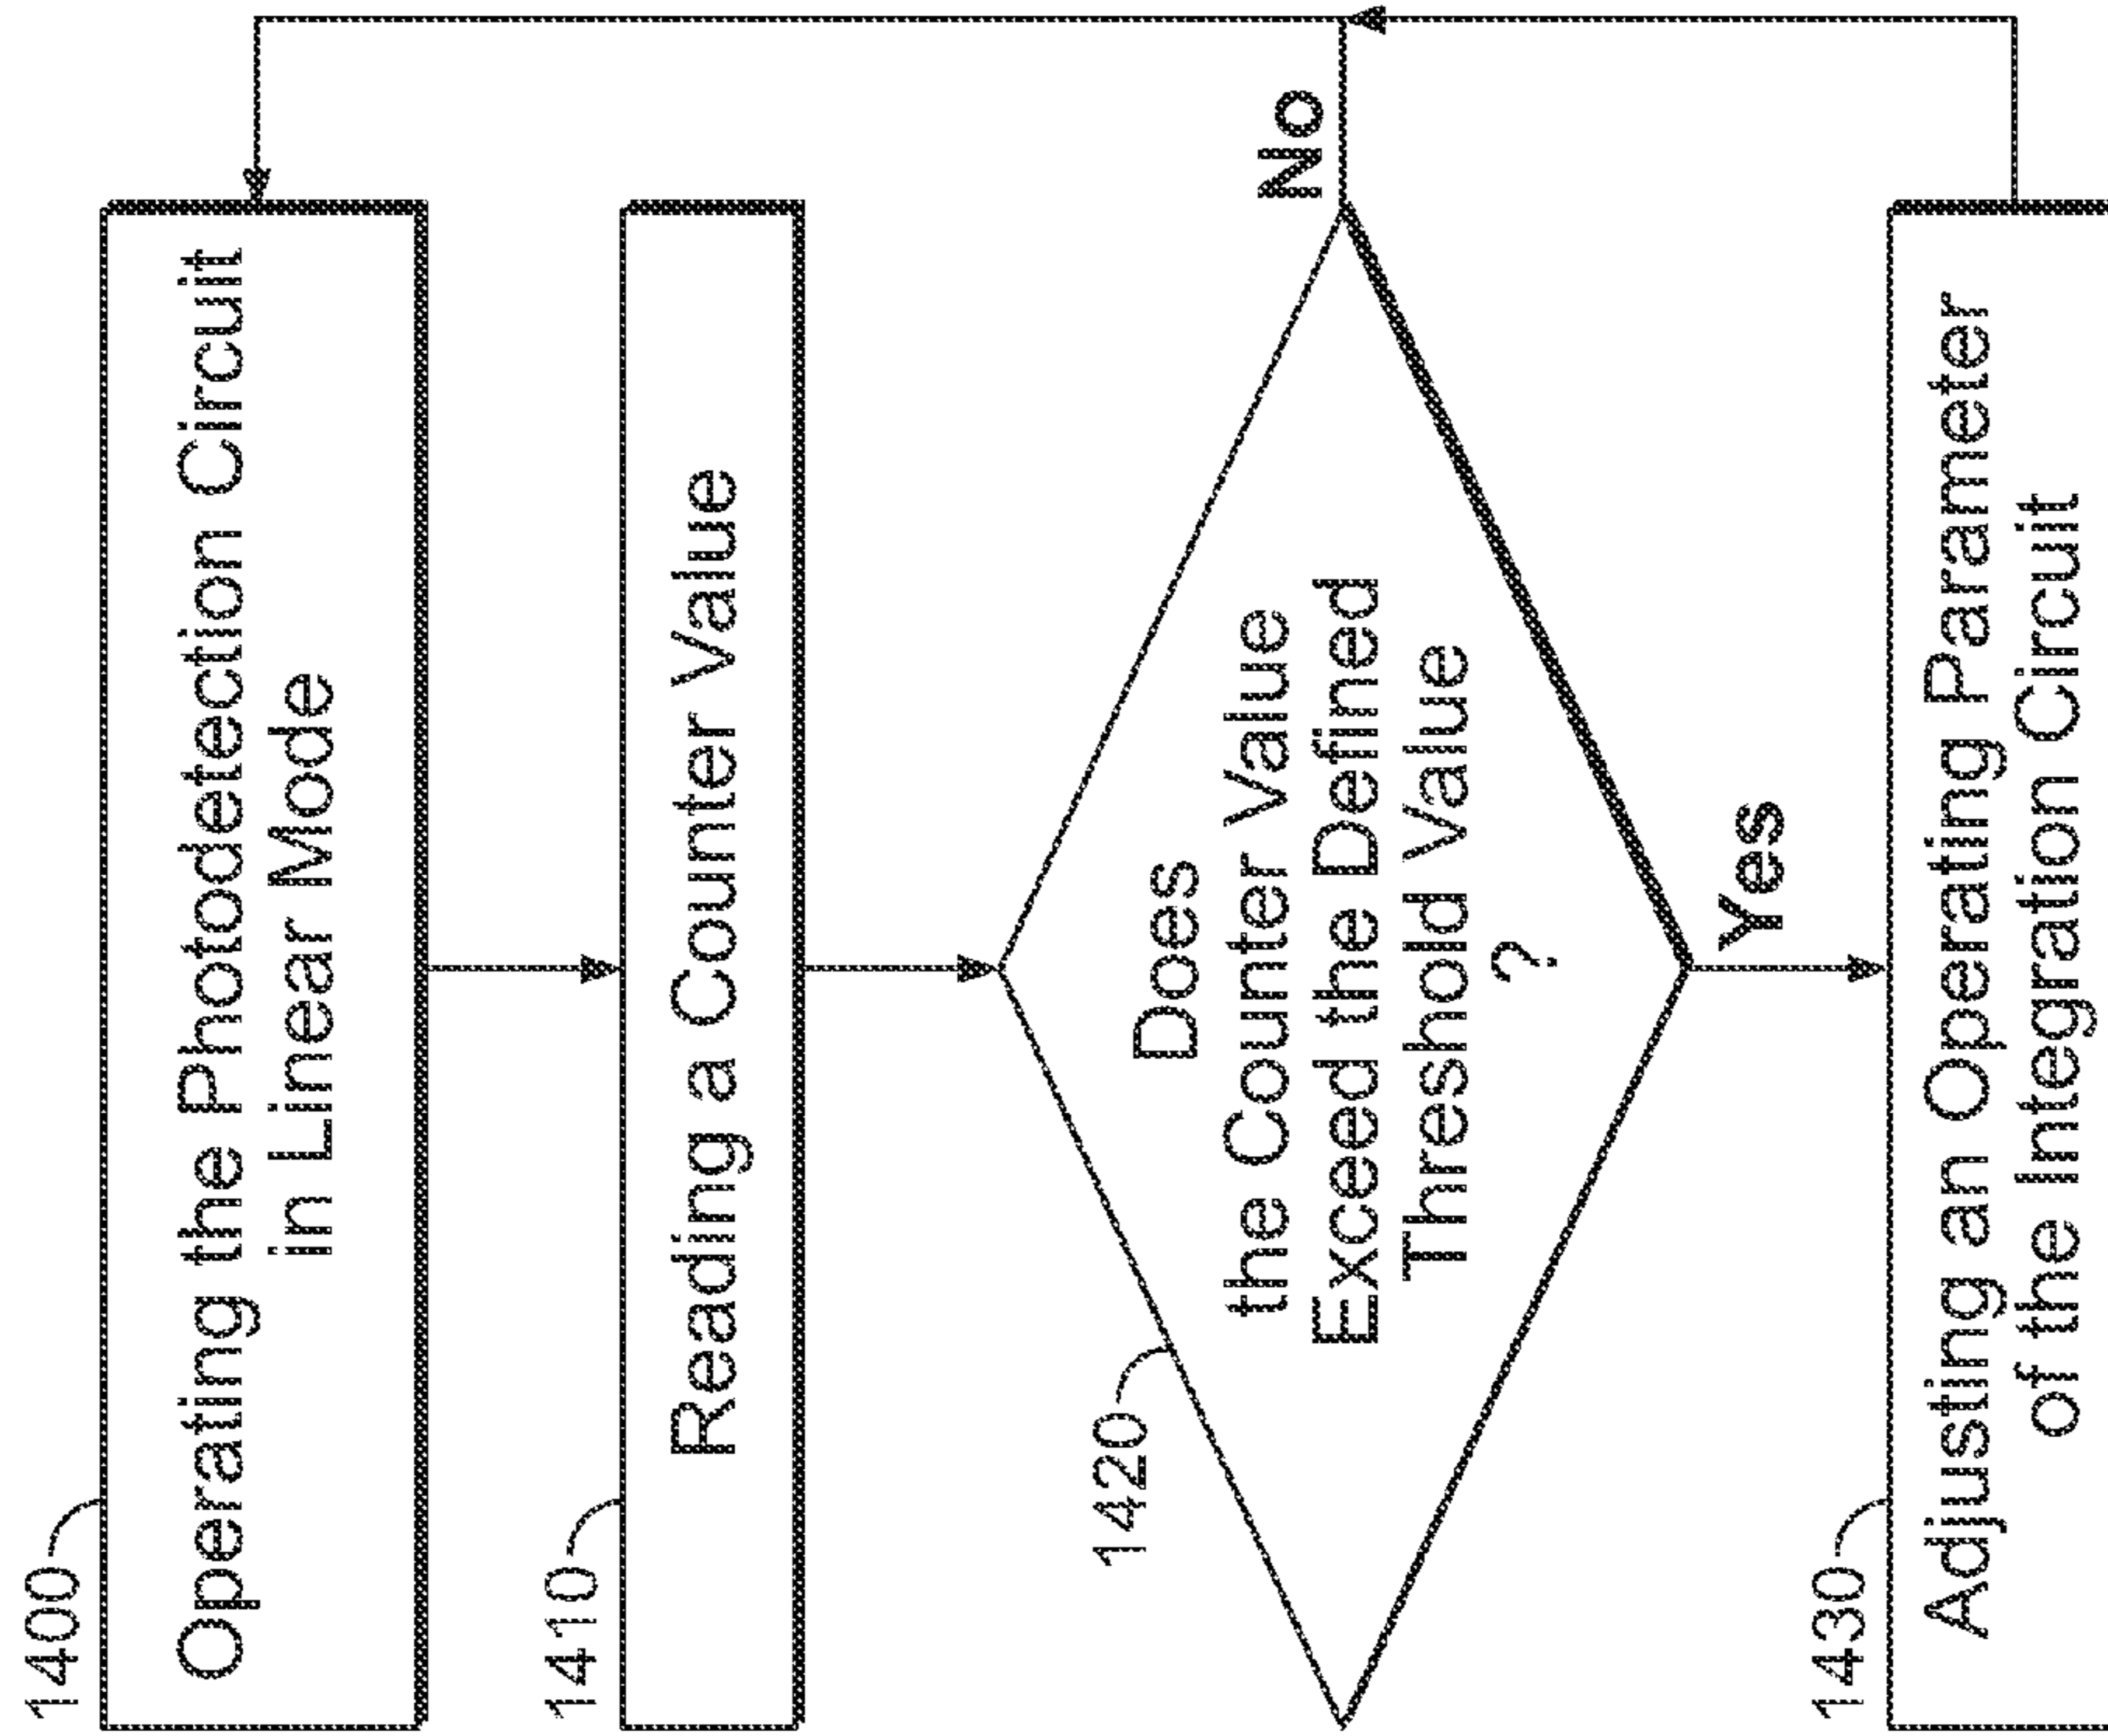 1400
Operating the Photodetection Circuit
in Linear Mode
1410
Reading a Counter Value
1420
Does
the Counter Value
Exceed the Defined
Threshold Value
?
No
Yes
1430
Adjusting an Operating Parameter
of the Integration Circuit